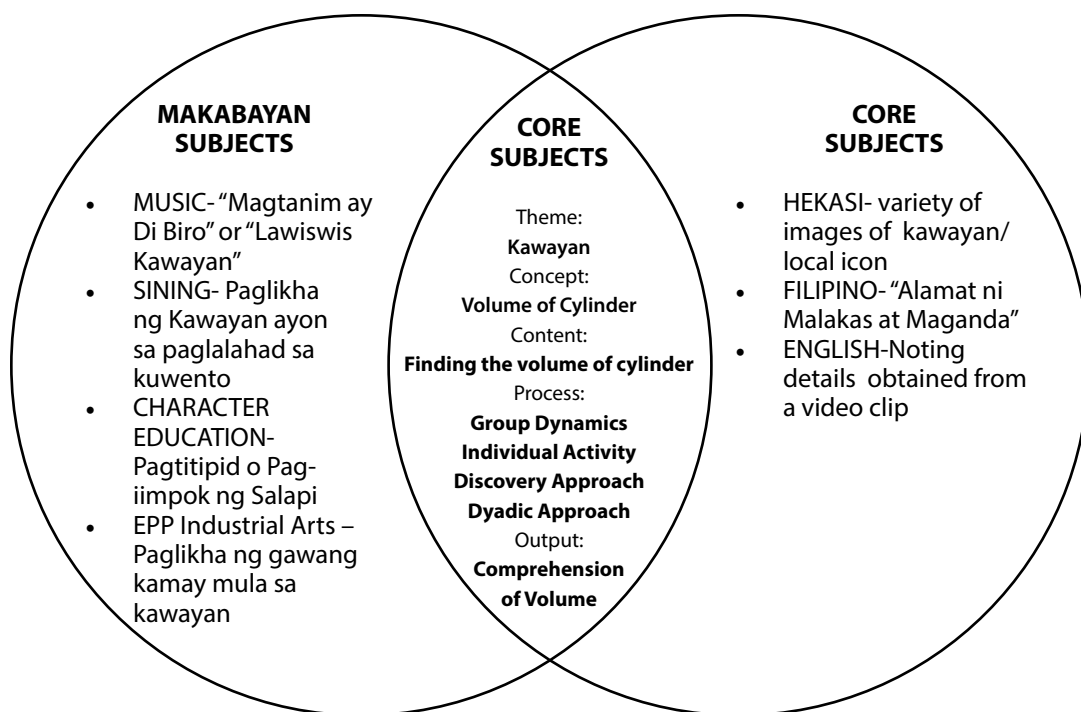 MAKABAYAN
SUBJECTS
• MUSIC- “Magtanim ay
Di Biro” or “Lawiswis
Kawayan”
• SINING- Paglikha
ng Kawayan ayon
sa paglalahad sa
kuwento
• CHARACTER
EDUCATION-
Pagtitipid o Pag-
iimpok ng Salapi
• EPP Industrial Arts –
Paglikha ng gawang
kamay mula sa
kawayan
CORE
SUBJECTS
Theme:
Kawayan
Concept:
Volume of Cylinder
Content:
Finding the volume of cylinder
Process:
Group Dynamics
Individual Activity
Discovery Approach
Dyadic Approach
Output:
Comprehension
of Volume
CORE
SUBJECTS
• HEKASI- variety of
images of kawayan/
local icon
• FILIPINO- “Alamat ni
Malakas at Maganda”
• ENGLISH-Noting
details obtained from
a video clip